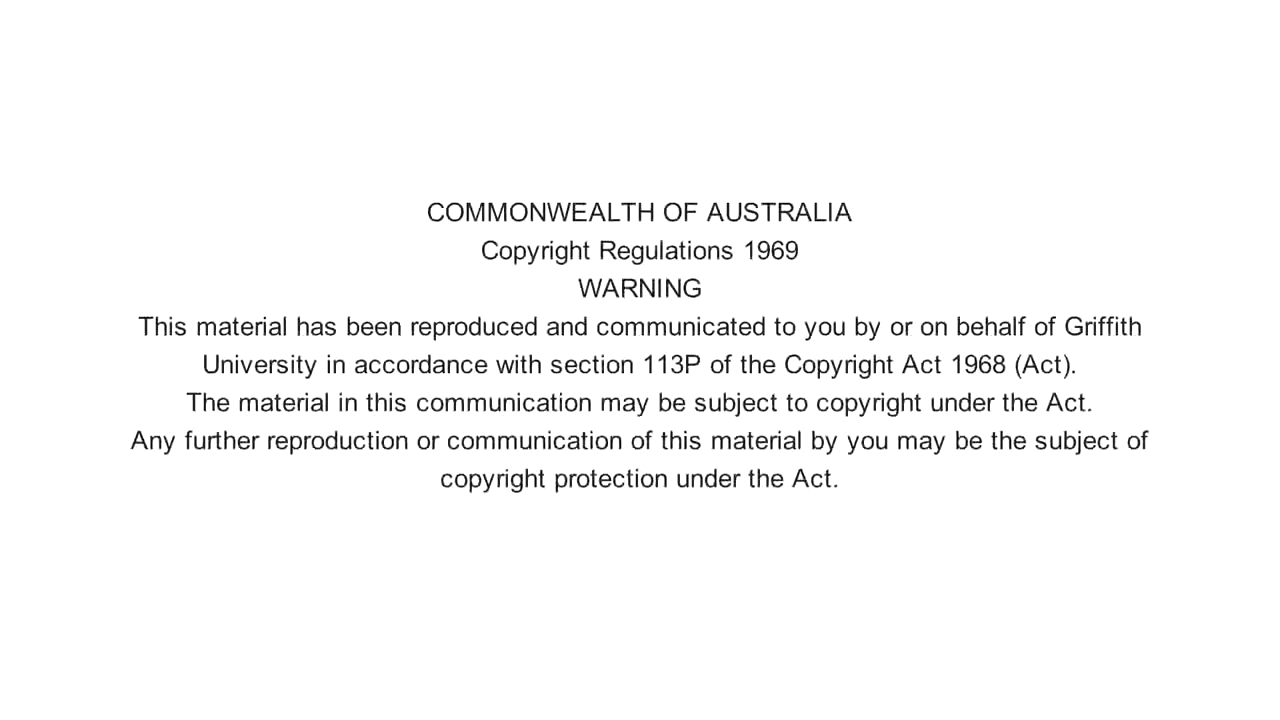 COMMONWEALTH OF AUSTRALIA
Copyright Regulations 1969
WARNING
This material has been reproduced and communicated to you by or on behalf of Griffith
University in accordance with section 113P of the Copyright Act 1968 (Act).
The material in this communication may be subject to copyright under the Act.
Any further reproduction or communication of this material by you may be the subject of
copyright protection under the Act.